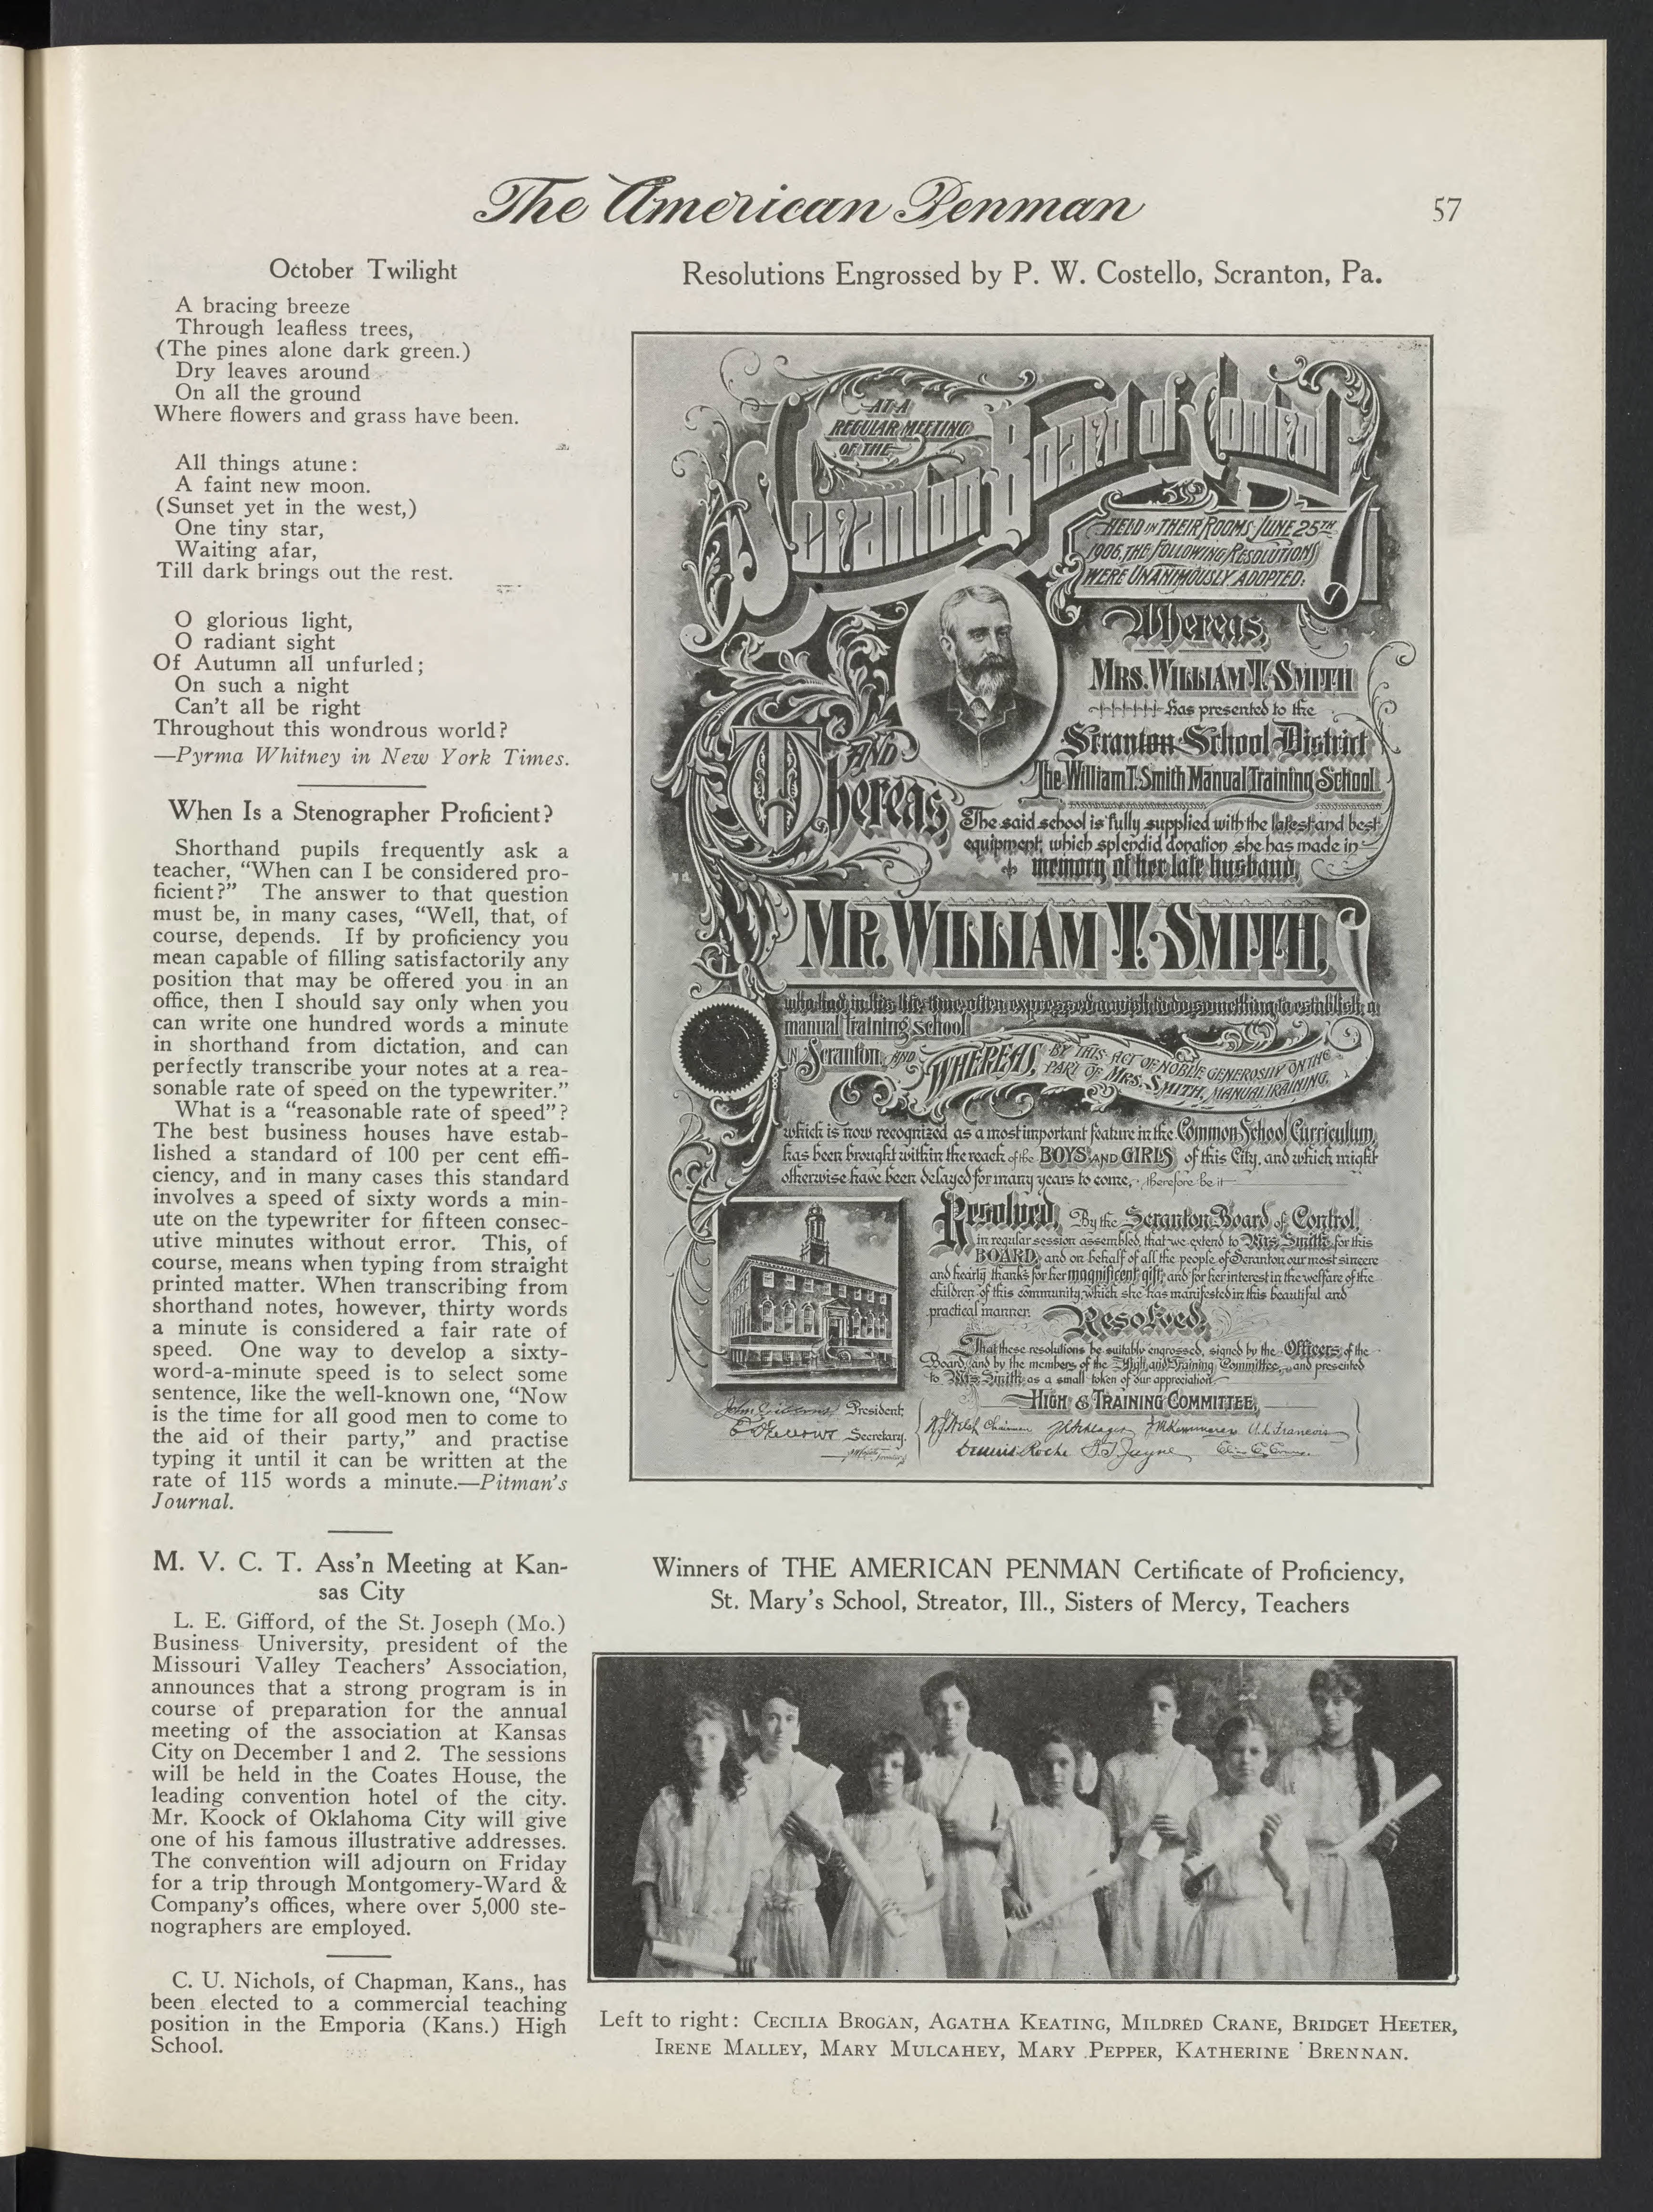 The American Penman
57
October Twilight
A bracing breeze
Through leafless trees,
(The pines alone dark green.)
Dry leaves around
On all the ground
Where flowers and grass have been.
All things atune:
A faint new moon.
(Sunset yet in the west,)
One tiny star,
Waiting afar,
Till dark brings out the rest.
O glorious light,
O radiant sight
Of Autumn all unfurled;
On such a night
Can't all be right
Throughout this wondrous world?
—Pyrma Whitney in New York Times.
When Is a Stenographer Proficient?
Shorthand pupils frequently ask a
teacher, "When can I be considered pro-
ficient?" The answer to that question
must be, in many cases, "Well, that, of
course, depends. If by proficiency you
mean capable of filling satisfactorily any
position that may be offered you in an
office, then I should say only when you
can write one hundred words a minute
in shorthand from dictation, and can
perfectly transcribe your notes at a rea-
sonable rate of speed on the typewriter."
What is a "reasonable rate of speed"?
The best business houses have estab-
lished a standard of 100 per cent effi-
ciency, and in many cases this standard
involves a speed of sixty words a min-
ute on the typewriter for fifteen consec-
utive minutes without error. This, of
course, means when typing from straight
printed matter. When transcribing from
shorthand notes, however, thirty words
a minute is considered a fair rate of
speed. One way to develop a sixty-
word-a-minute speed is to select some
sentence, like the well-known one, "Now
is the time for all good men to come to
the aid of their party," and practise
typing it until it can be written at the
rate of 115 words a minute.—Pitman's
Journal.
M. V. C. T. Ass'n Meeting at Kan-
sas City
L. E. Gifford, of the St. Joseph (Mo.)
Business University, president of the
Missouri Valley Teachers' Association,
announces that a strong program is in
course of preparation for the annual
meeting of the association at Kansas
City on December 1 and 2. The sessions
will be held in the Coates House, the
leading convention hotel of the city.
Mr. Koock of Oklahoma City will give
one of his famous illustrative addresses.
The convention will adjourn on Friday
for a trip through Montgomery-Ward &
Company's offices, where over 5,000 ste-
nographers are employed.
C. U. Nichols, of Chapman, Kans., has
been elected to a commercial teaching
position in the Emporia (Kans.) High
School.
Resolutions Engrossed by P. W. Costello, Scranton, Pa.
AT A
REGULAR MEETING
OF THE
Scranton Board of Control
HELD IN THEIR ROOMS JUNE 25TH
1906, THE FOLLOWING RESOLUTIONS
WERE UNANIMOUSLY ADOPTED:
Whereas,
MRS. WILLIAM T. SMITH
has presented to the
Scranton School District
The William T. Smith Manual Training School
AND
Whereas,
The said school is fully supplied with the latest and best
equipment, which splendid donation she has made in
memory of her late husband,
MR. WILLIAM T. SMITH,
who had in his life time often expressed a wish to do something to establish a
manual training school
IN Scranton, AND
WHEREAS, BY THIS ACT OF NOBLE GENEROSITY ON THE
PART OF MRS. SMITH, MANUAL TRAINING,
which is now recognized as a most important feature in the Common School Curriculum,
has been brought within the reach of the BOYS AND GIRLS of this City, and which might
otherwise have been delayed for many years to come, therefore be it
Resolved, By the Scranton Board of Control,
in regular session assembled, that we extend to Mrs. Smith for this
BOARD, and on behalf of all the people of Scranton our most sincere
and hearty thanks for her magnificent gift, and for her interest in the welfare of the
children of this community, which she has manifested in this beautiful and
practical manner.
Resolved,
That these resolutions be suitably engrossed, signed by the Officers of the
Board, and by the members of the High and Training Committee, and presented
to Mrs. Smith as a small token of our appreciation.
HIGH & TRAINING COMMITTEE,
President,
Secretary.
Chairman
Dennis Roche
Jayne
Winners of THE AMERICAN PENMAN Certificate of Proficiency,
St. Mary's School, Streator, Ill., Sisters of Mercy, Teachers
Left to right: CECILIA BROGAN, AGATHA KEATING, MILDRED CRANE, BRIDGET HEETER,
IRENE MALLEY, MARY MULCAHEY, MARY PEPPER, KATHERINE BRENNAN.